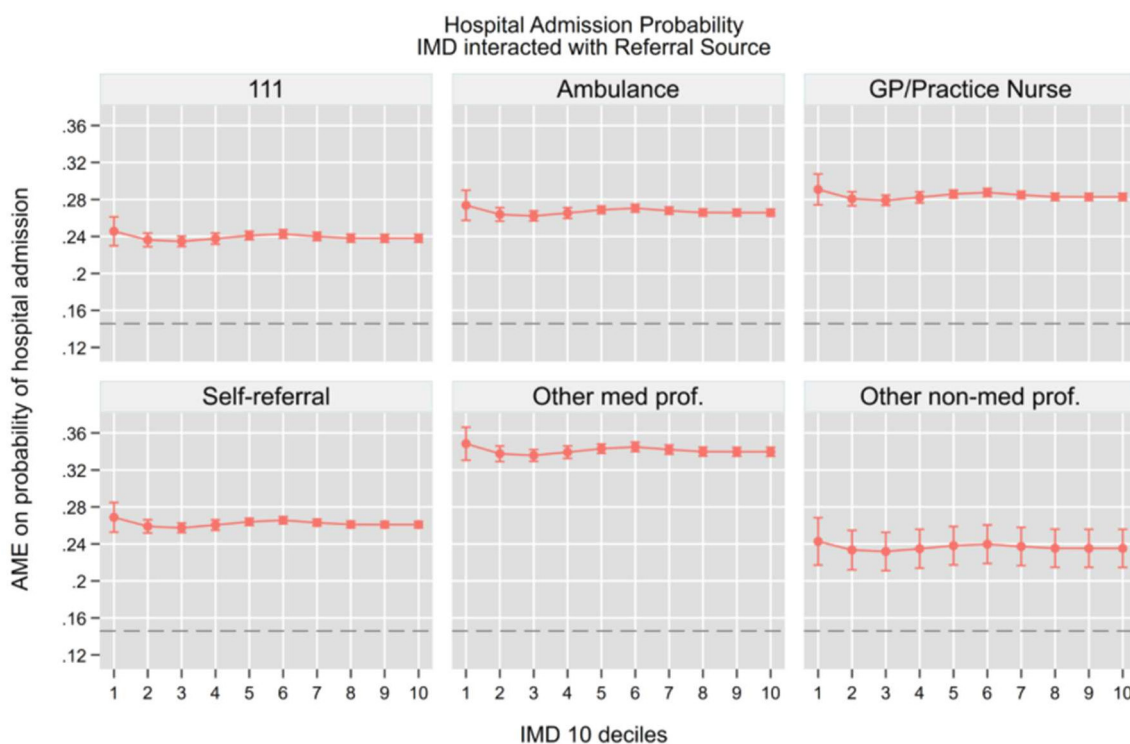 Hospital Admission Probability
IMD interacted with Referral Source
111
Ambulance
GP/Practice Nurse
.36
.32
.28
.24
.2
.16
.12
Self-referral
Other med prof.
Other non-med prof.
.36
.32
.28
.24
.2
.16
.12
1 2 3 4 5 6 7 8 9 10
1 2 3 4 5 6 7 8 9 10
1 2 3 4 5 6 7 8 9 10
AME on probability of hospital admission
IMD 10 deciles